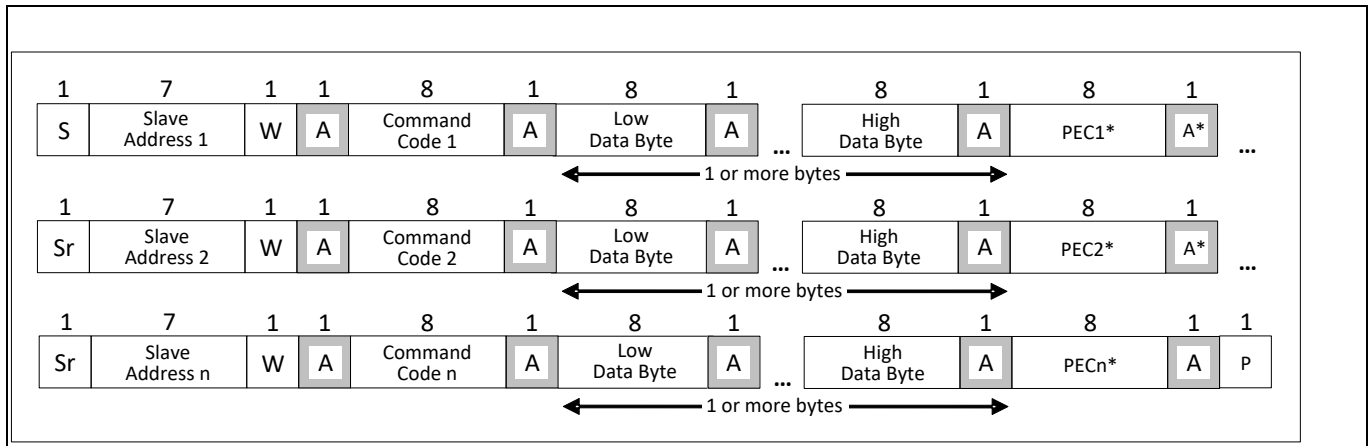 1 7 1 1 8 1 8 1 8 1 8 1
S Slave Address 1 W A Command Code 1 A Low Data Byte A ... High Data Byte A PEC1* A* ...
1 or more bytes
1 7 1 1 8 1 8 1 8 1 8 1
Sr Slave Address 2 W A Command Code 2 A Low Data Byte A ... High Data Byte A PEC2* A* ...
1 or more bytes
1 7 1 1 8 1 8 1 8 1 8 1 1
Sr Slave Address n W A Command Code n A Low Data Byte A ... High Data Byte A PECn* A P
1 or more bytes